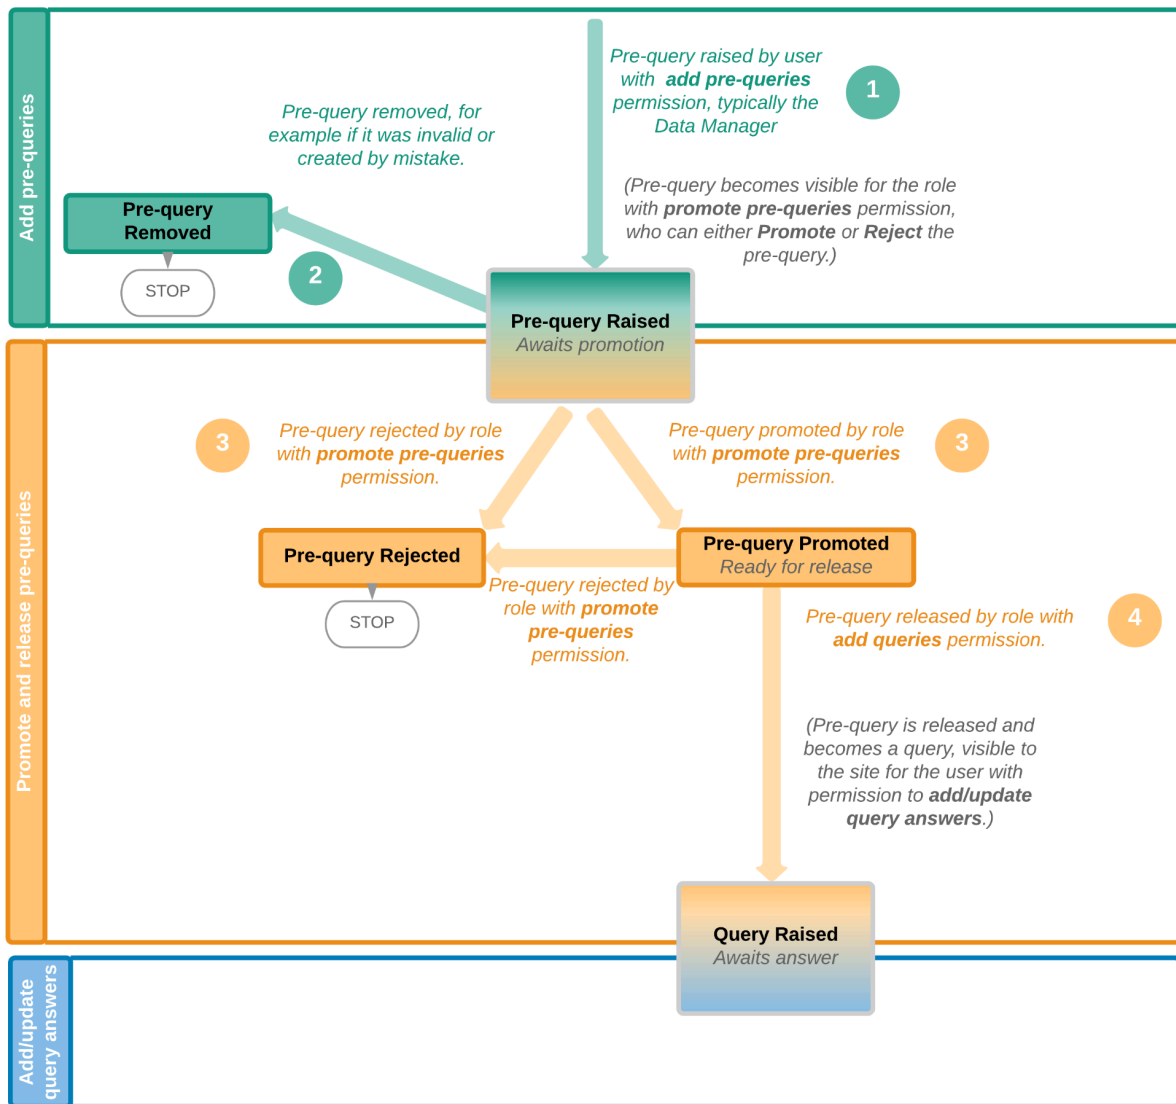 Add pre-queries
Pre-query raised by user
with add pre-queries
permission, typically the
Data Manager
1
Pre-query removed, for
example if it was invalid or
created by mistake.
(Pre-query becomes visible for the role
with promote pre-queries permission,
who can either Promote or Reject the
pre-query.)
Pre-query
Removed
STOP
2
Pre-query Raised
Awaits promotion
Promote and release pre-queries
3
Pre-query rejected by role
with promote pre-queries
permission.
Pre-query promoted by role
with promote pre-queries
permission.
3
Pre-query Rejected
STOP
Pre-query Promoted
Ready for release
Pre-query rejected by
role with promote
pre-queries
permission.
Pre-query released by role with
add queries permission.
4
(Pre-query is released and
becomes a query, visible to
the site for the user with
permission to add/update
query answers.)
Query Raised
Awaits answer
Add/update
query answers